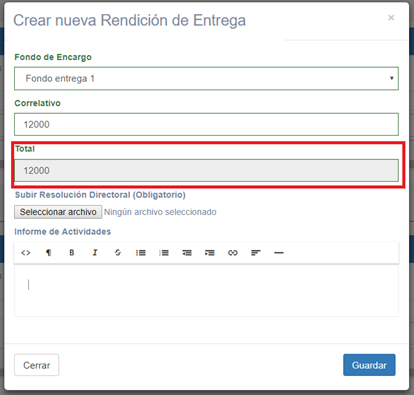 Crear nueva Rendición de Entrega ×
Fondo de Encargo
Fondo entrega 1
Correlativo
12000
Total
12000
Subir Resolución Directoral (Obligatorio)
Seleccionar archivo Ningún archivo seleccionado
Informe de Actividades
<> ¶ B I S
Cerrar Guardar